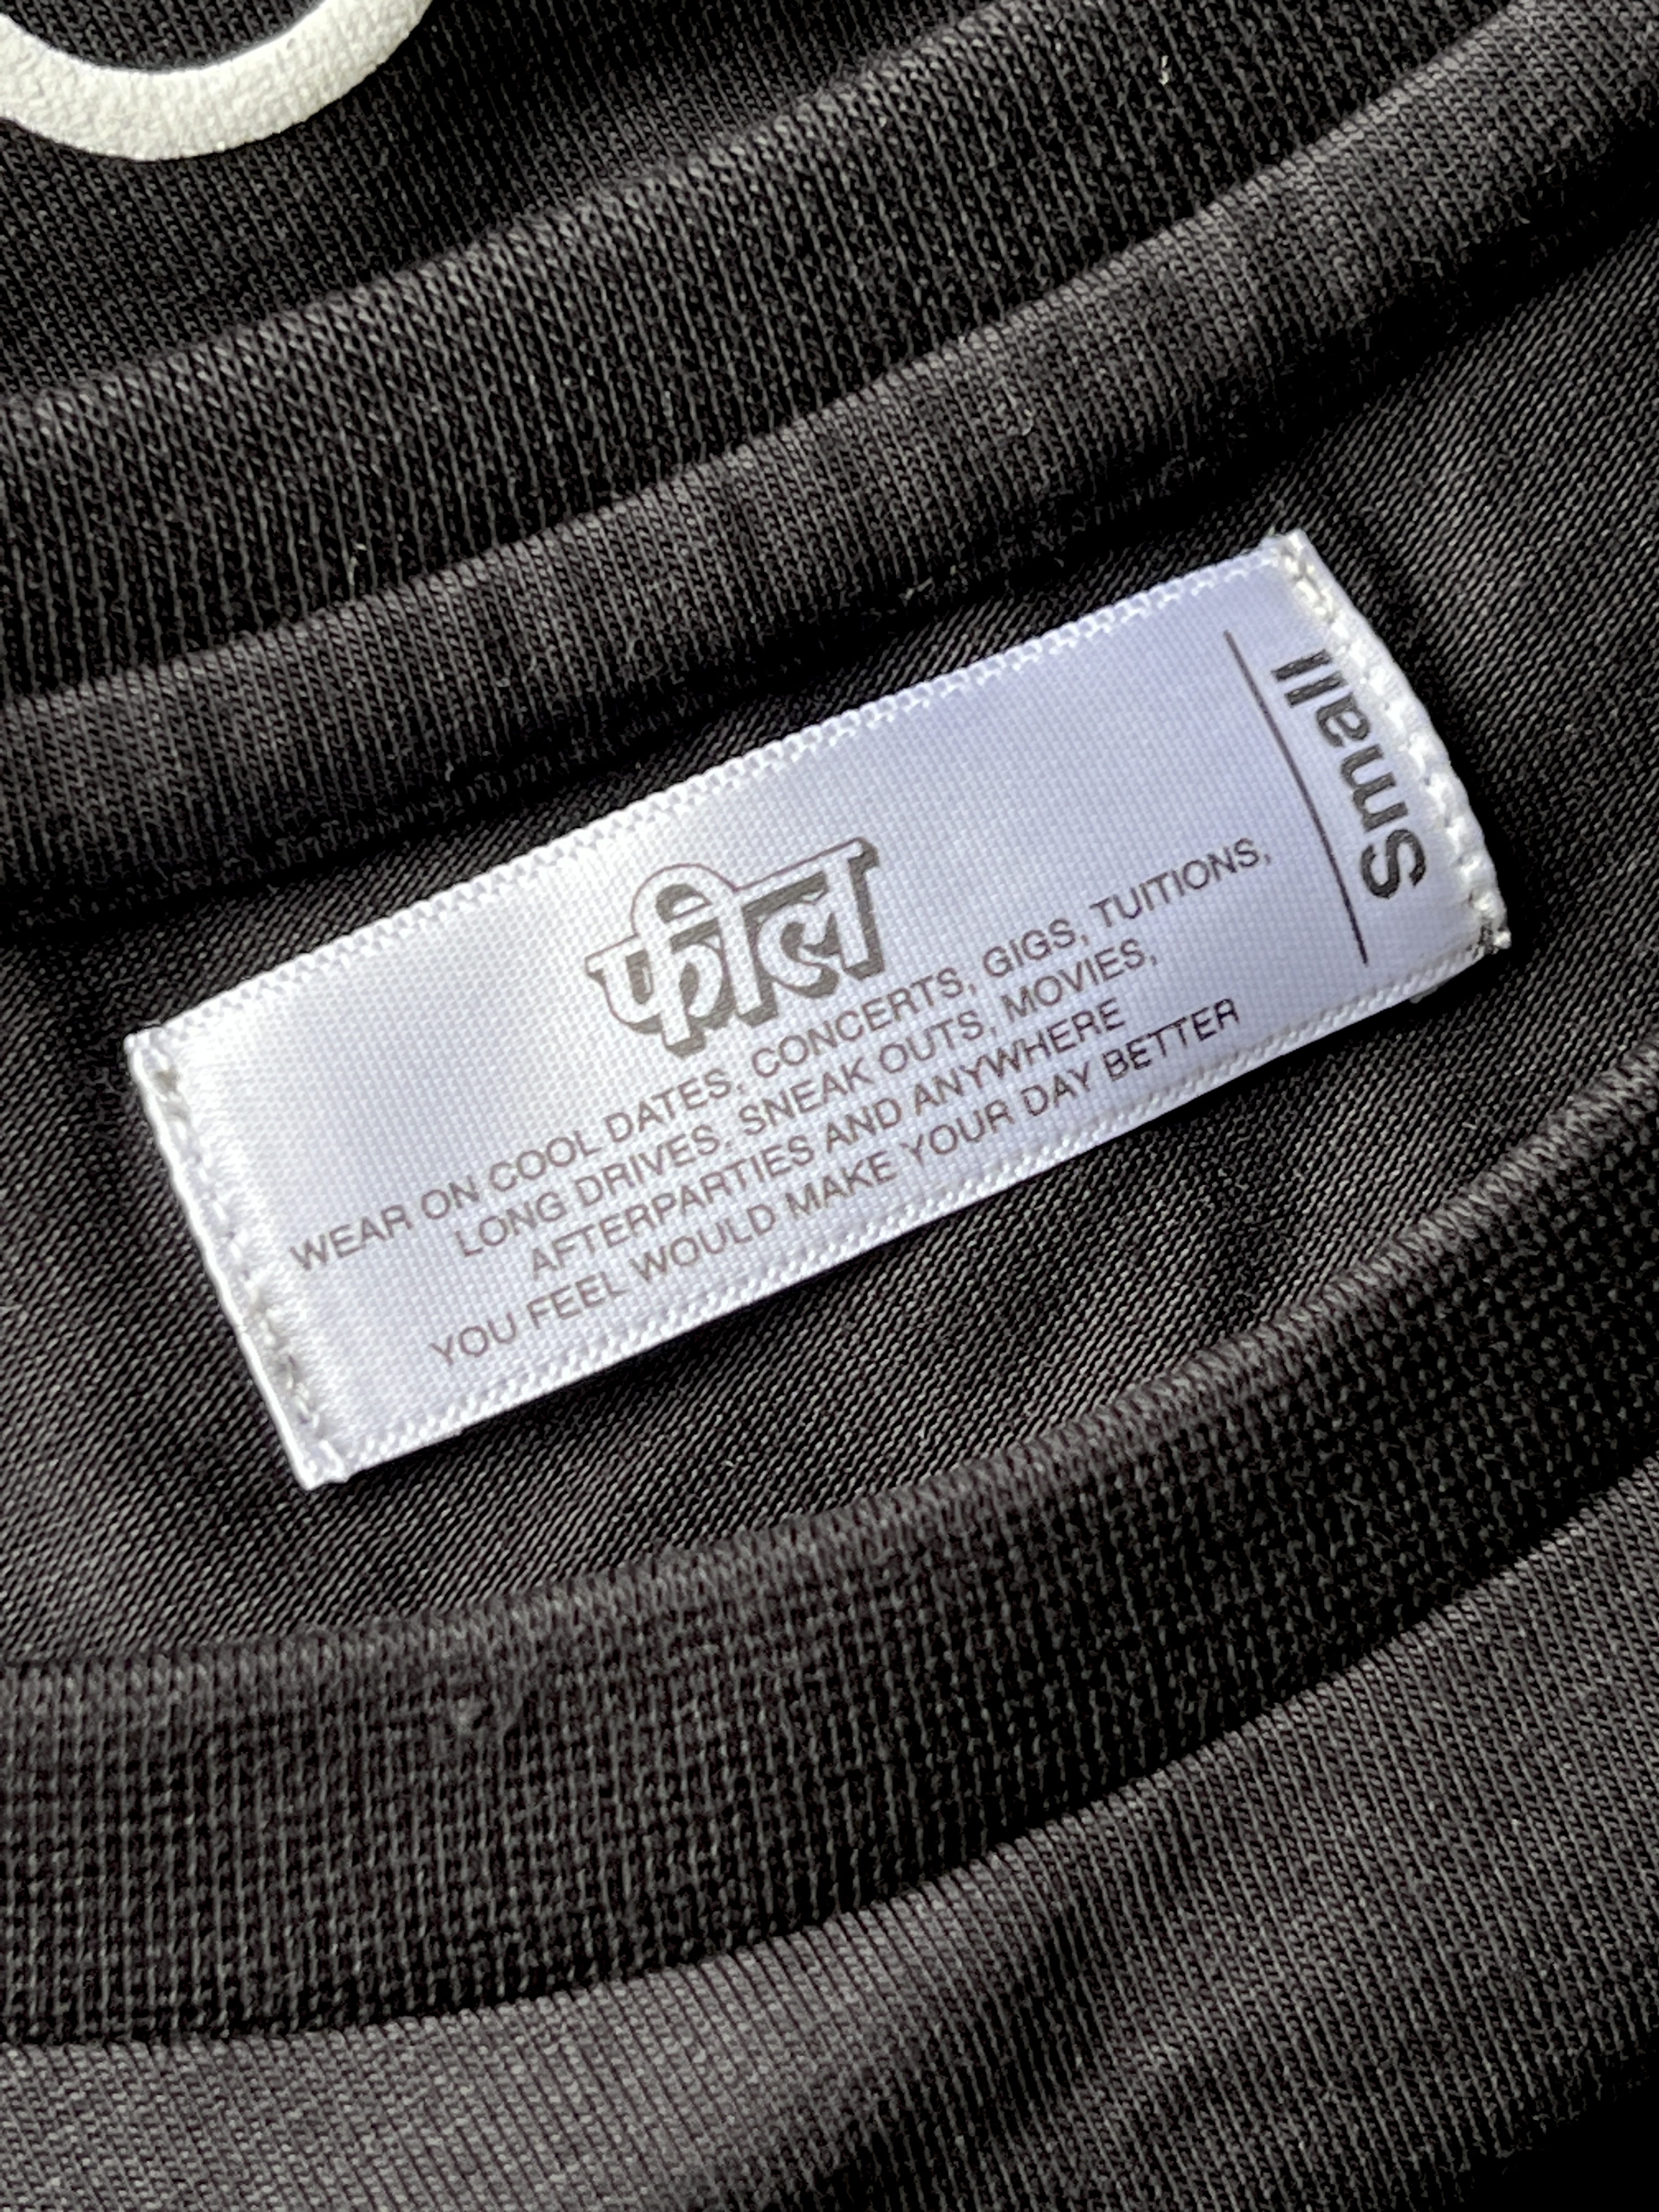 फील
WEAR ON COOL DATES, CONCERTS, GIGS, TUITIONS,
LONG DRIVES, SNEAK OUTS, MOVIES,
AFTERPARTIES AND ANYWHERE
YOU FEEL WOULD MAKE YOUR DAY BETTER
Small